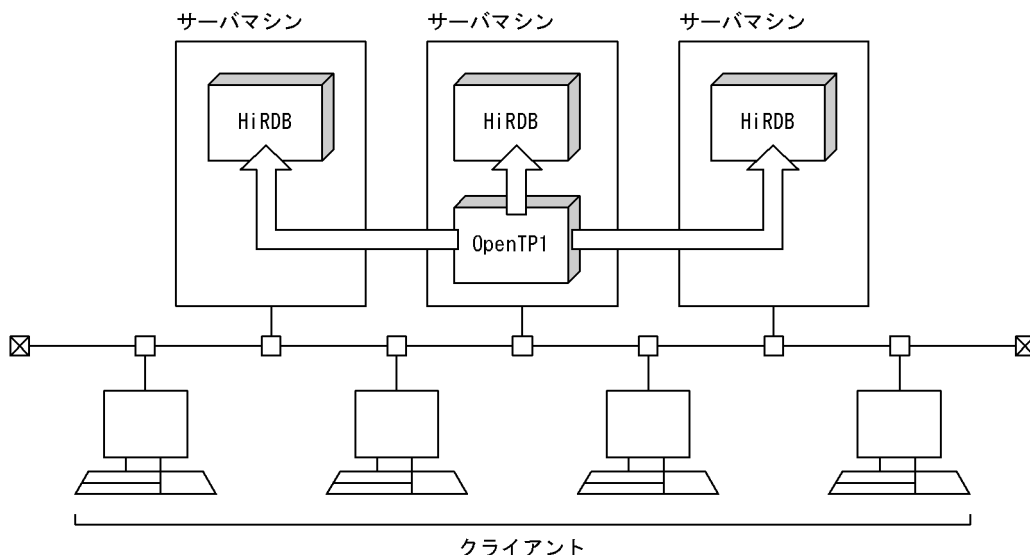 サーバマシン
サーバマシン
サーバマシン
HiRDB
HiRDB
HiRDB
OpenTP1
クライアント